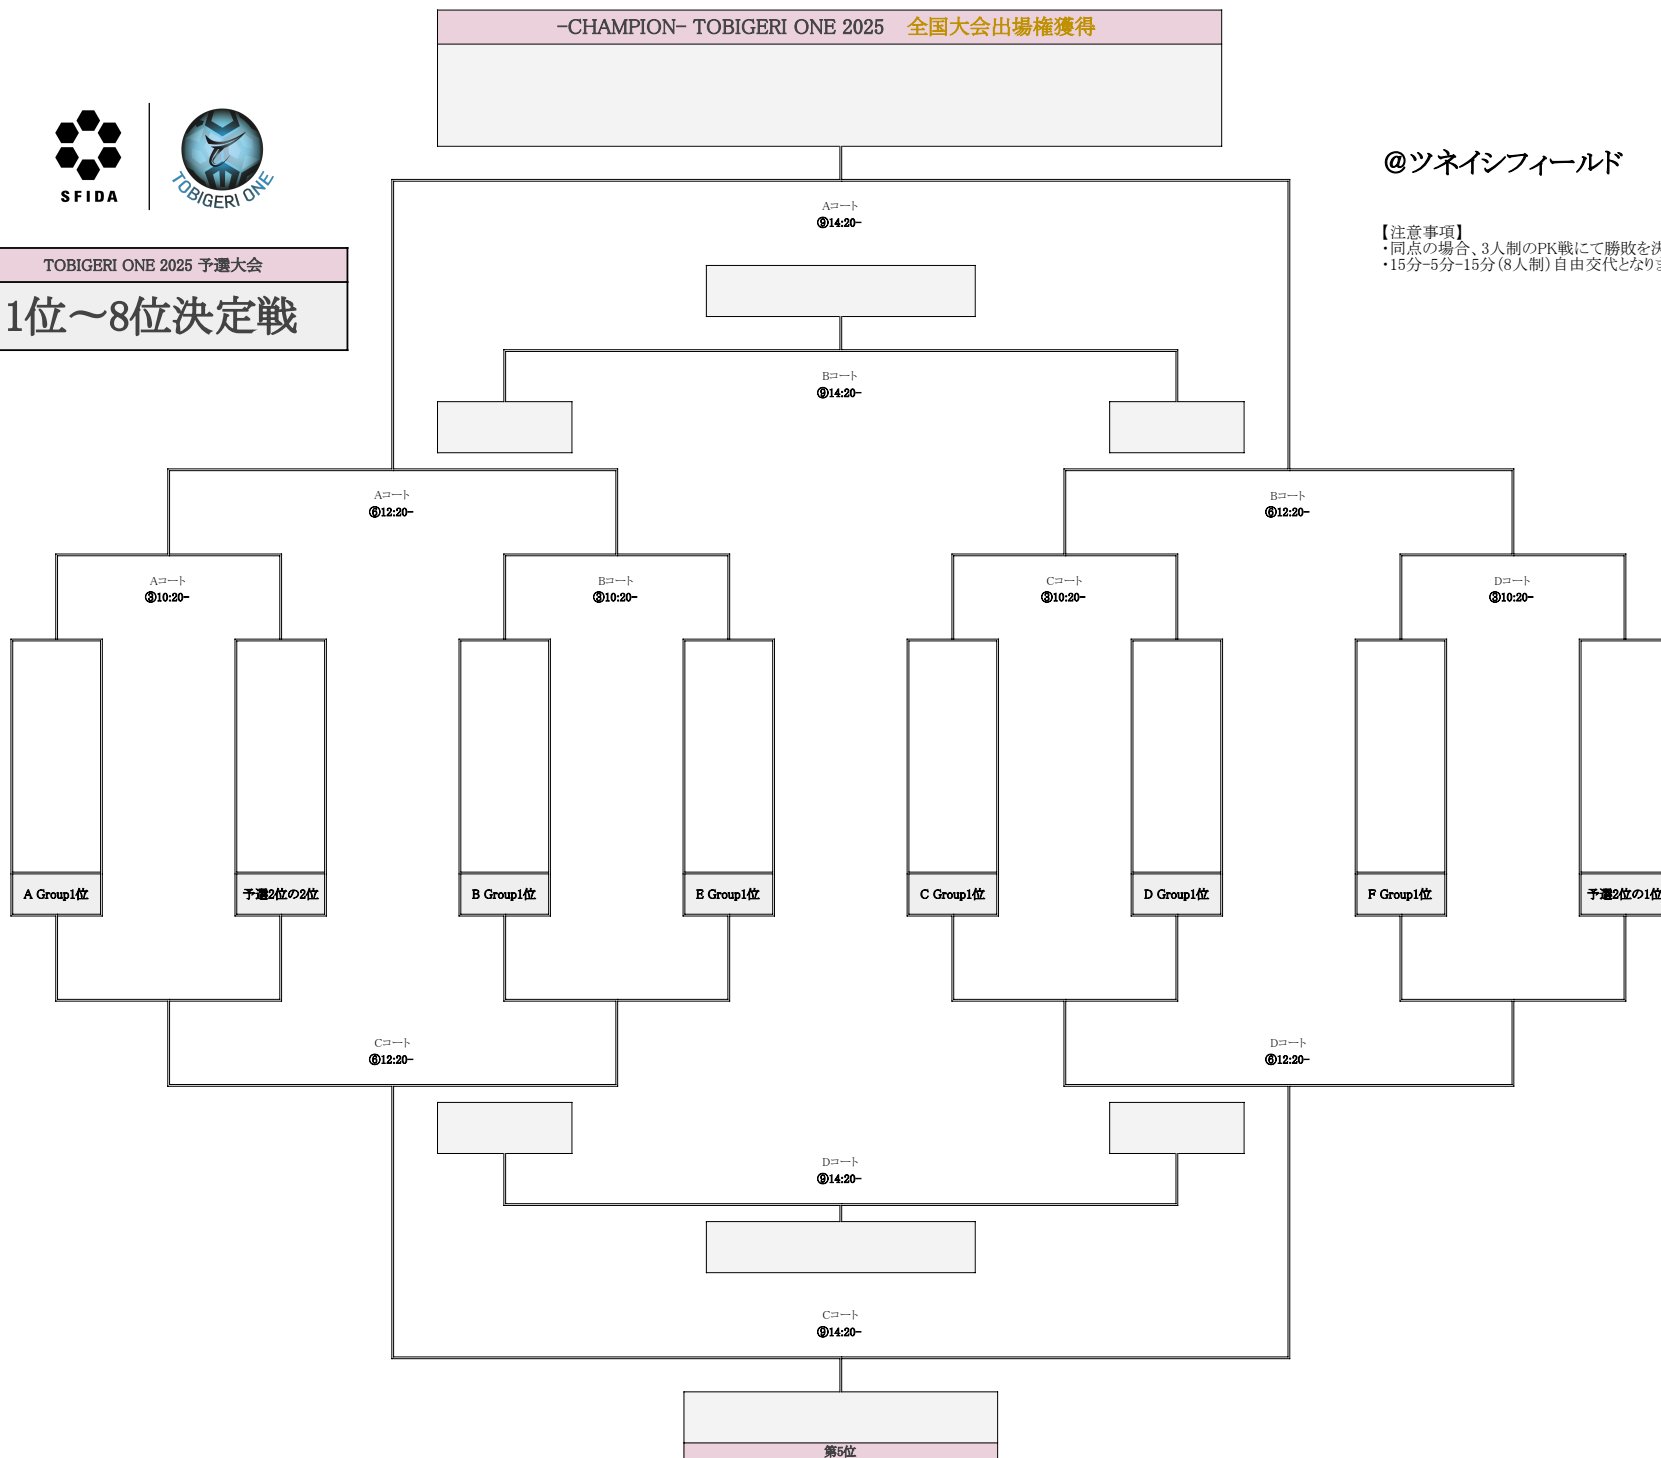 -CHAMPION- TOBIGERI ONE 2025 全国大会出場権獲得
SFIDA
TOBIGERI ONE
@ツネイシフィールド
Aコート
⑨14:20-
【注意事項】
・同点の場合、3人制のPK戦にて勝敗を決
・15分-5分-15分(8人制)自由交代となりま
TOBIGERI ONE 2025 予選大会
1位～8位決定戦
Bコート
⑨14:20-
Aコート
⑥12:20-
Bコート
⑥12:20-
Aコート
③10:20-
Bコート
③10:20-
Cコート
③10:20-
Dコート
③10:20-
A Group1位
予選2位の2位
B Group1位
E Group1位
C Group1位
D Group1位
F Group1位
予選2位の1位
Cコート
⑥12:20-
Dコート
⑥12:20-
Dコート
⑨14:20-
Cコート
⑨14:20-
第5位